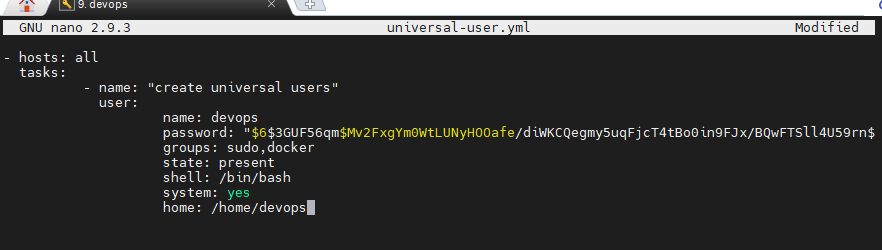 9. devops
GNU nano 2.9.3 universal-user.yml Modified
- hosts: all
tasks:
- name: "create universal users"
user:
name: devops
password: "$6$3GUF56qm$Mv2FxgYm0WtLUNyHOOafe/diWKCQegmy5uqFjcT4tBo0in9FJx/BQwFTSll4U59rn$
groups: sudo,docker
state: present
shell: /bin/bash
system: yes
home: /home/devops